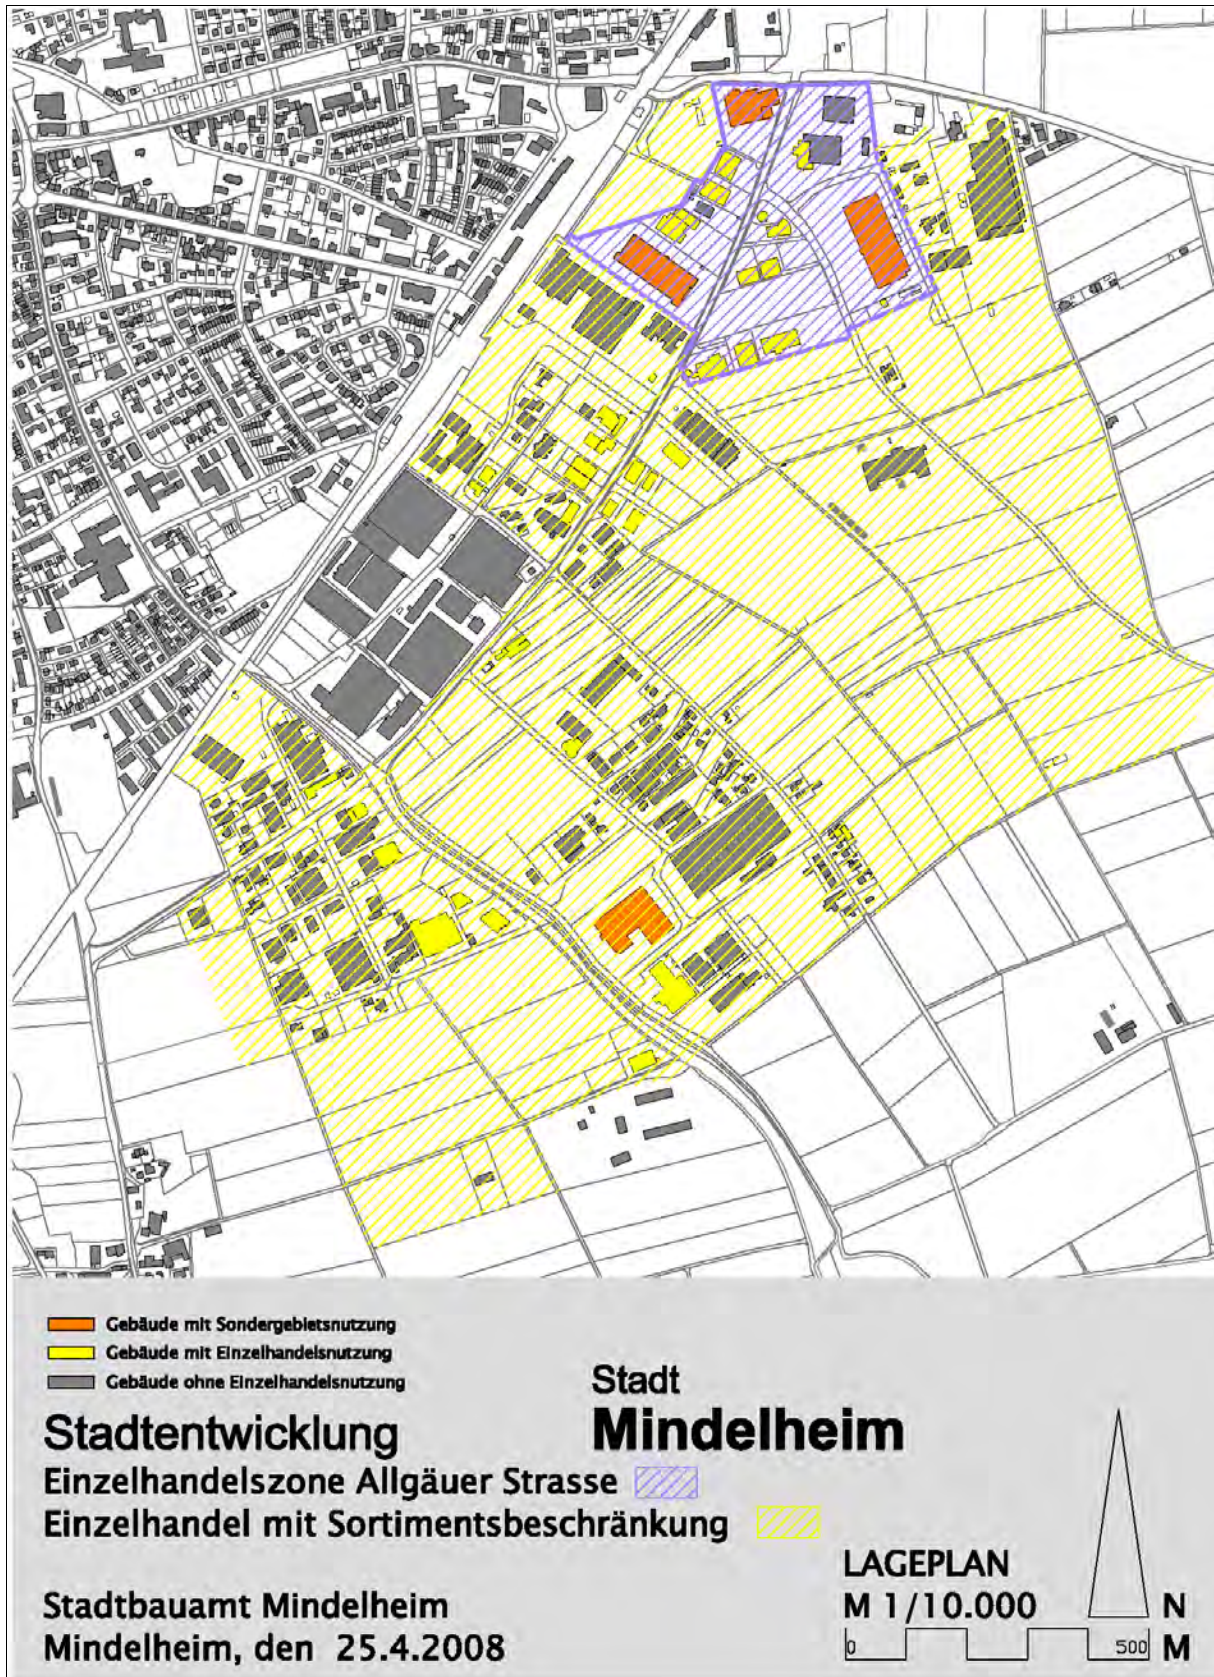 Gebäude mit Sondergebietsnutzung
Gebäude mit Einzelhandelsnutzung
Gebäude ohne Einzelhandelsnutzung
Stadt
Mindelheim
Stadtentwicklung
Einzelhandelszone Allgäuer Strasse
Einzelhandel mit Sortimentsbeschränkung
LAGEPLAN
M 1/10.000
N
Stadtbauamt Mindelheim
Mindelheim, den 25.4.2008
0 500 M